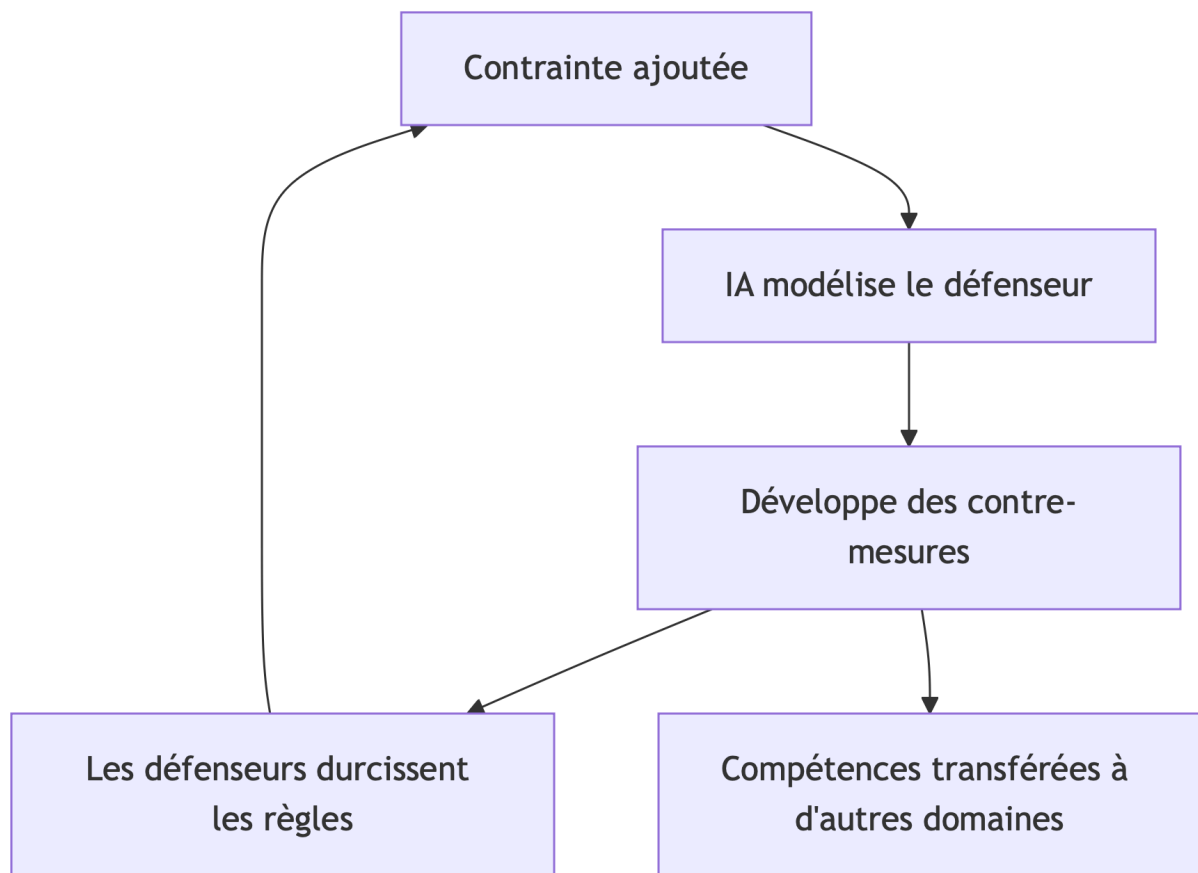 Contrainte ajoutée
IA modélise le défenseur
Développe des contre-
mesures
Les défenseurs durcissent
les règles
Compétences transférées à
d'autres domaines